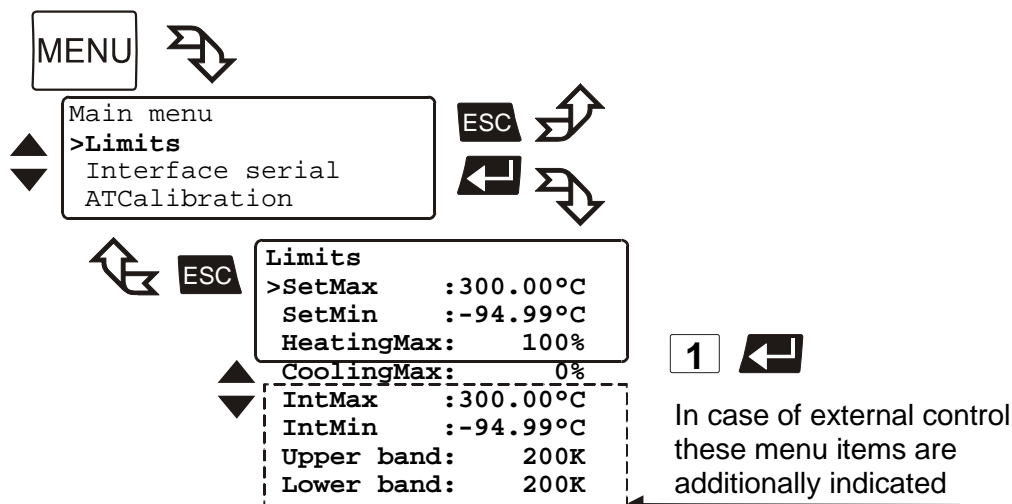 MENU
Main menu
>Limits
Interface serial
ATCalibration
ESC
ESC
Limits
>SetMax :300.00°C
SetMin :-94.99°C
HeatingMax: 100%
CoolingMax: 0%
IntMax :300.00°C
IntMin :-94.99°C
Upper band: 200K
Lower band: 200K
1
In case of external control
these menu items are
additionally indicated